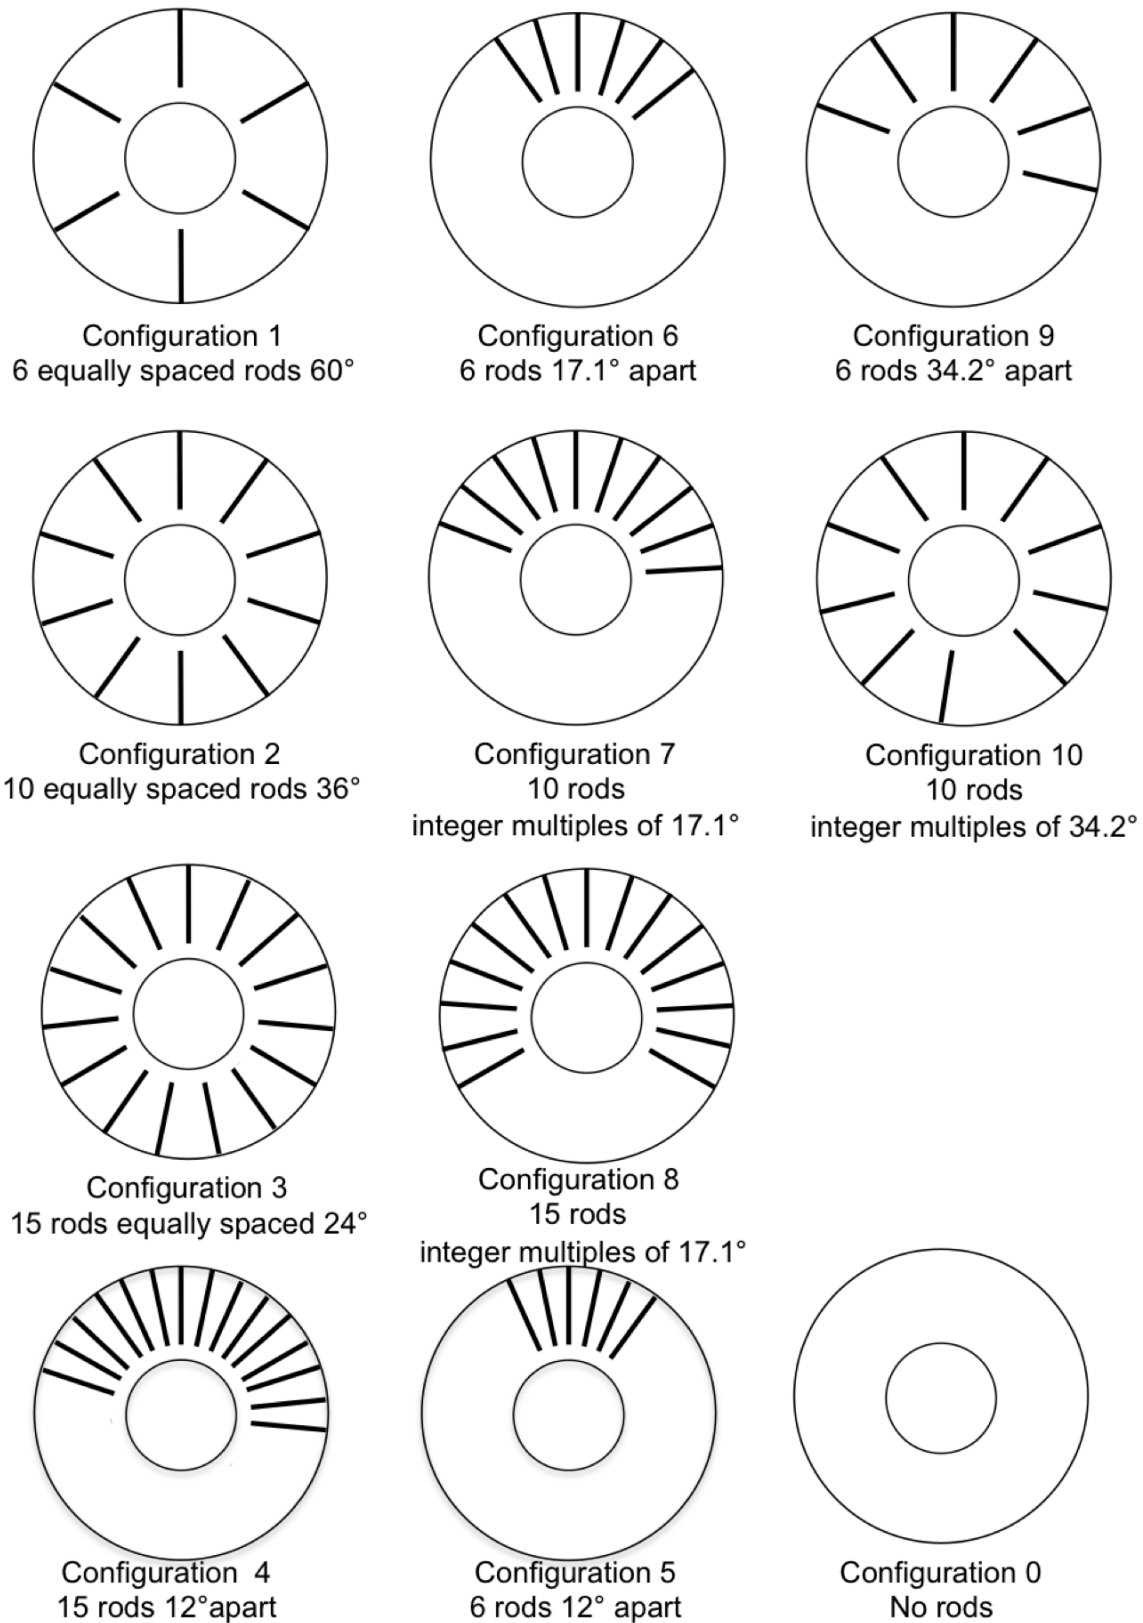 Configuration 1
6 equally spaced rods 60°
Configuration 6
6 rods 17.1° apart
Configuration 9
6 rods 34.2° apart
Configuration 2
10 equally spaced rods 36°
Configuration 7
10 rods
integer multiples of 17.1°
Configuration 10
10 rods
integer multiples of 34.2°
Configuration 3
15 rods equally spaced 24°
Configuration 8
15 rods
integer multiples of 17.1°
Configuration 4
15 rods 12°apart
Configuration 5
6 rods 12° apart
Configuration 0
No rods